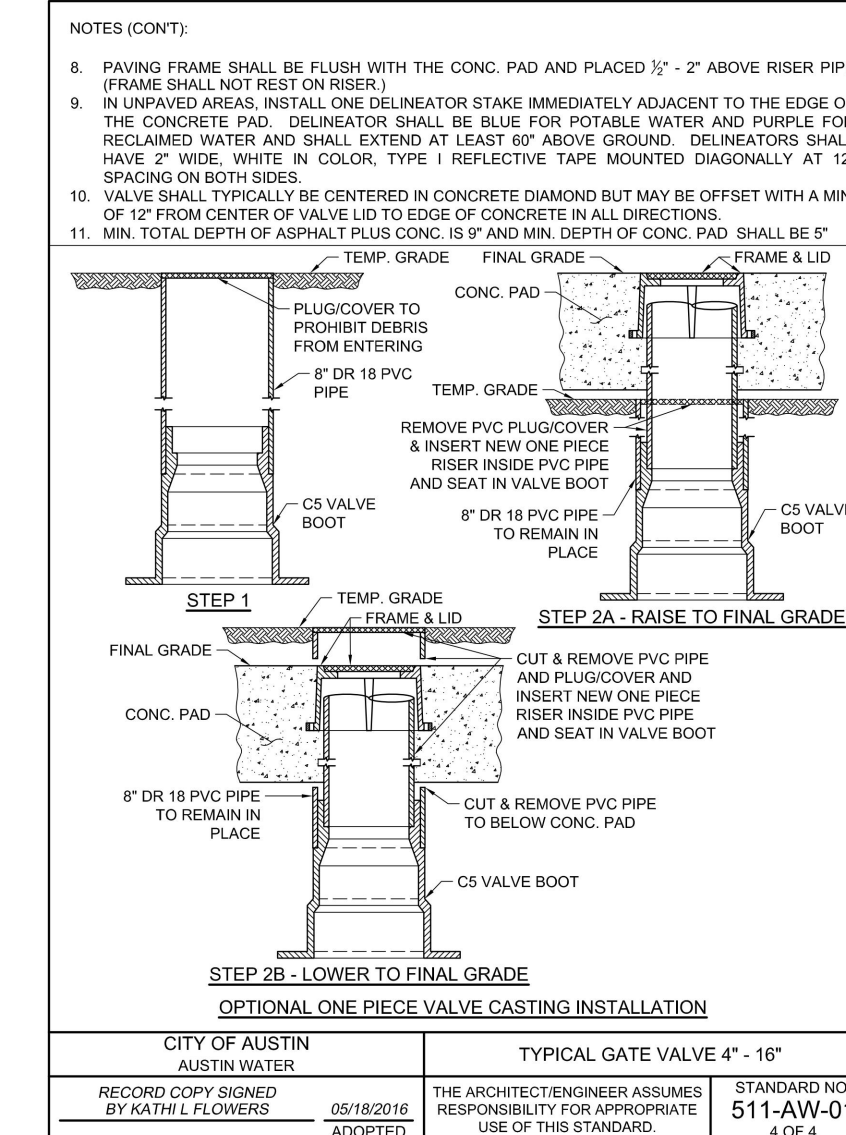 NOTES (CON'T):
8. PAVING FRAME SHALL BE FLUSH WITH THE CONC. PAD AND PLACED ½" - 2" ABOVE RISER PIP
(FRAME SHALL NOT REST ON RISER.)
9. IN UNPAVED AREAS, INSTALL ONE DELINEATOR STAKE IMMEDIATELY ADJACENT TO THE EDGE O
THE CONCRETE PAD. DELINEATOR SHALL BE BLUE FOR POTABLE WATER AND PURPLE FO
RECLAIMED WATER AND SHALL EXTEND AT LEAST 60" ABOVE GROUND. DELINEATORS SHAL
HAVE 2" WIDE, WHITE IN COLOR, TYPE I REFLECTIVE TAPE MOUNTED DIAGONALLY AT 12
SPACING ON BOTH SIDES.
10. VALVE SHALL TYPICALLY BE CENTERED IN CONCRETE DIAMOND BUT MAY BE OFFSET WITH A MIN
OF 12" FROM CENTER OF VALVE LID TO EDGE OF CONCRETE IN ALL DIRECTIONS.
11. MIN. TOTAL DEPTH OF ASPHALT PLUS CONC. IS 9" AND MIN. DEPTH OF CONC. PAD SHALL BE 5"
TEMP. GRADE
PLUG/COVER TO
PROHIBIT DEBRIS
FROM ENTERING
8" DR 18 PVC
PIPE
C5 VALVE
BOOT
STEP 1
FINAL GRADE
FRAME & LID
CONC. PAD
TEMP. GRADE
REMOVE PVC PLUG/COVER
& INSERT NEW ONE PIECE
RISER INSIDE PVC PIPE
AND SEAT IN VALVE BOOT
8" DR 18 PVC PIPE
TO REMAIN IN
PLACE
C5 VALV
BOOT
STEP 2A - RAISE TO FINAL GRADE
TEMP. GRADE
FRAME & LID
FINAL GRADE
CONC. PAD
CUT & REMOVE PVC PIPE
AND PLUG/COVER AND
INSERT NEW ONE PIECE
RISER INSIDE PVC PIPE
AND SEAT IN VALVE BOOT
8" DR 18 PVC PIPE
TO REMAIN IN
PLACE
CUT & REMOVE PVC PIPE
TO BELOW CONC. PAD
C5 VALVE BOOT
STEP 2B - LOWER TO FINAL GRADE
OPTIONAL ONE PIECE VALVE CASTING INSTALLATION
CITY OF AUSTIN
AUSTIN WATER
TYPICAL GATE VALVE 4" - 16"
RECORD COPY SIGNED
BY KATHI L FLOWERS
05/18/2016
ADOPTED
THE ARCHITECT/ENGINEER ASSUMES
RESPONSIBILITY FOR APPROPRIATE
USE OF THIS STANDARD.
STANDARD NO
511-AW-01
4 OF 4